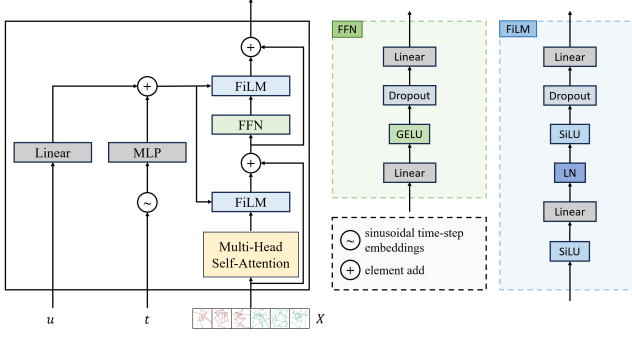 FiLM
FFN
FiLM
Linear
MLP
Multi-Head
Self-Attention
u
t
X
FFN
Linear
Dropout
GELU
Linear
sinusoidal time-step
embeddings
element add
FiLM
Linear
Dropout
SiLU
LN
Linear
SiLU